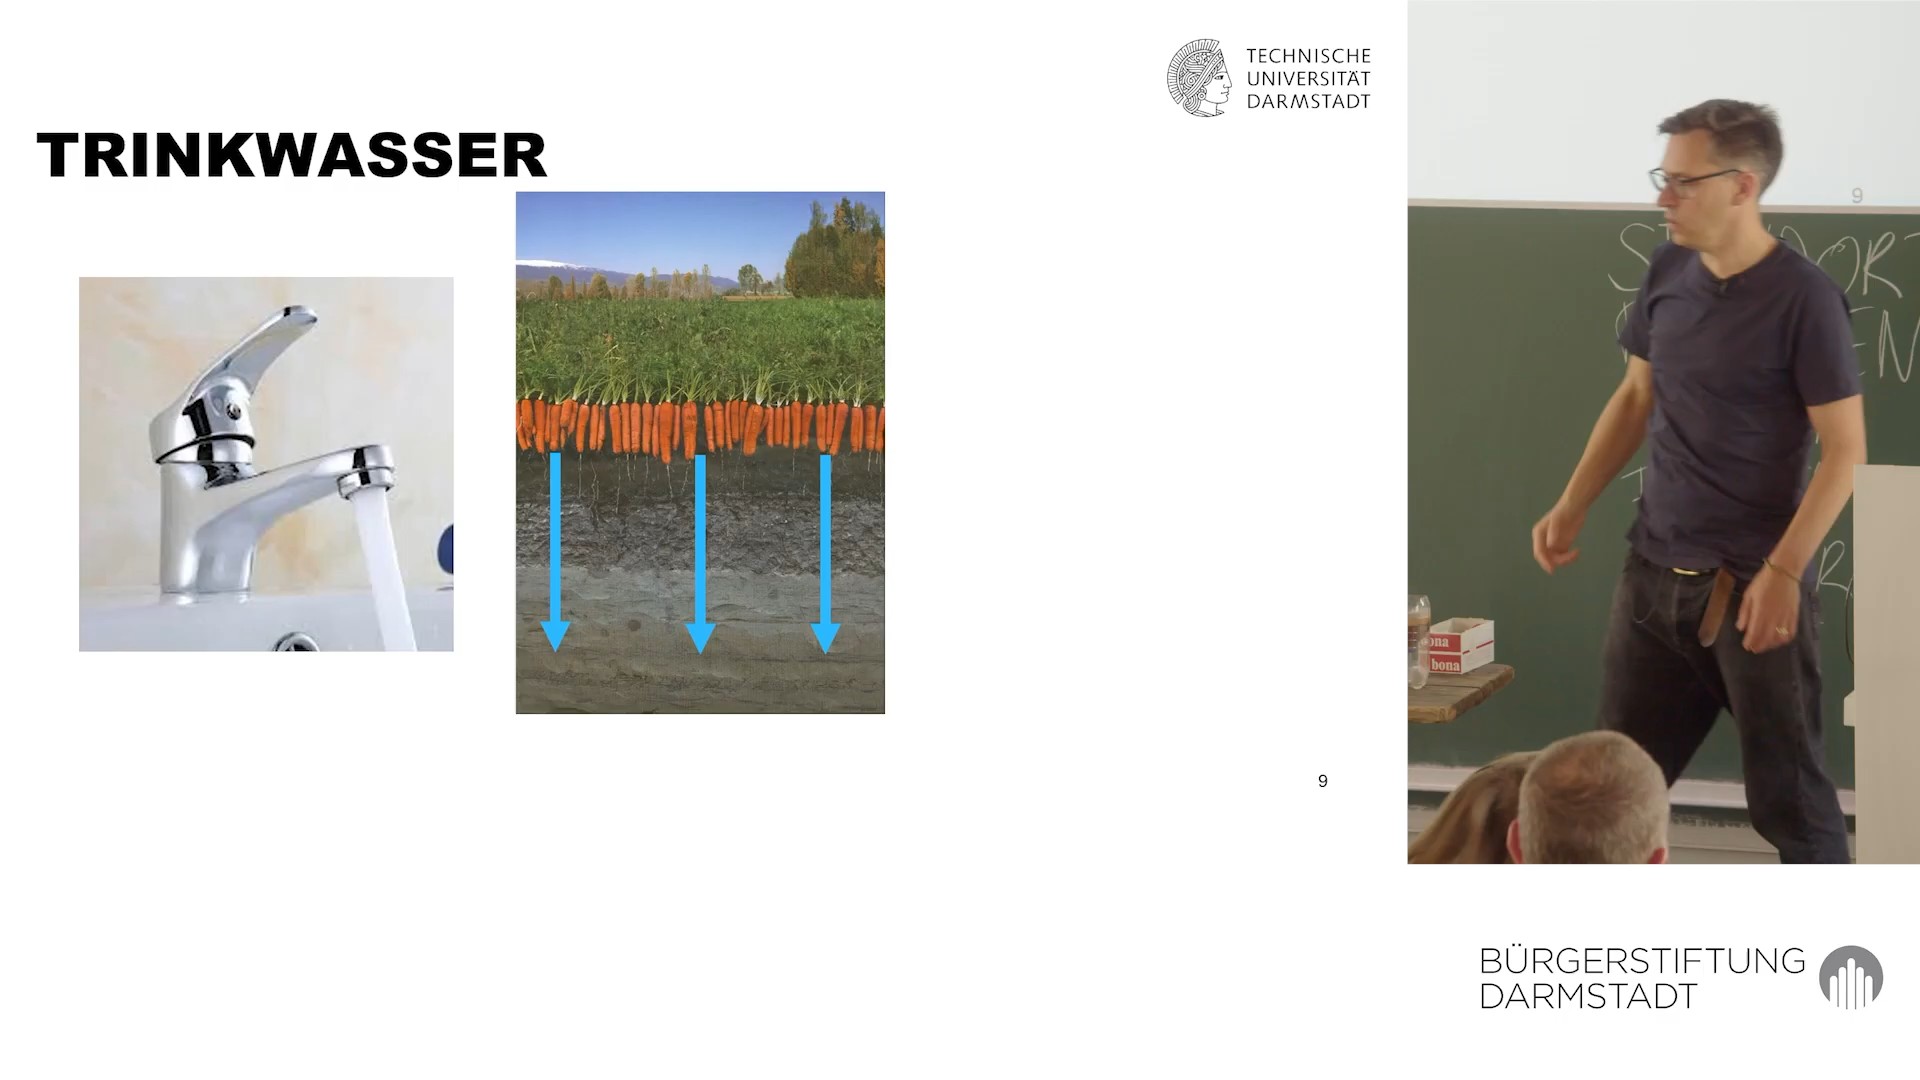 TECHNISCHE
UNIVERSITÄT
DARMSTADT
TRINKWASSER
9
9
bona
BÜRGERSTIFTUNG
DARMSTADT